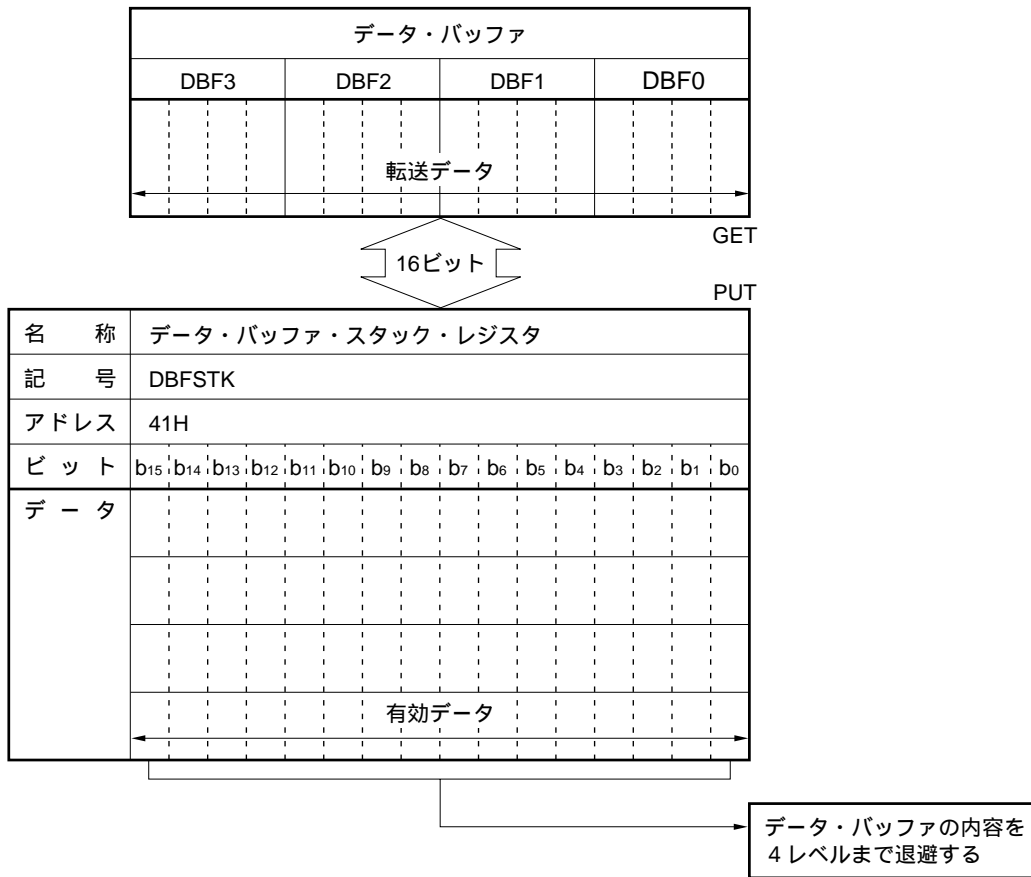 データ・バッファ
DBF3 DBF2 DBF1 DBF0
転送データ
GET
16ビット
PUT
名 称 データ・バッファ・スタック・レジスタ
記 号 DBFSTK
アドレス 41H
ビ ッ ト b15 b14 b13 b12 b11 b10 b9 b8 b7 b6 b5 b4 b3 b2 b1 b0
デ ー タ
有効データ
データ・バッファの内容を
4レベルまで退避する